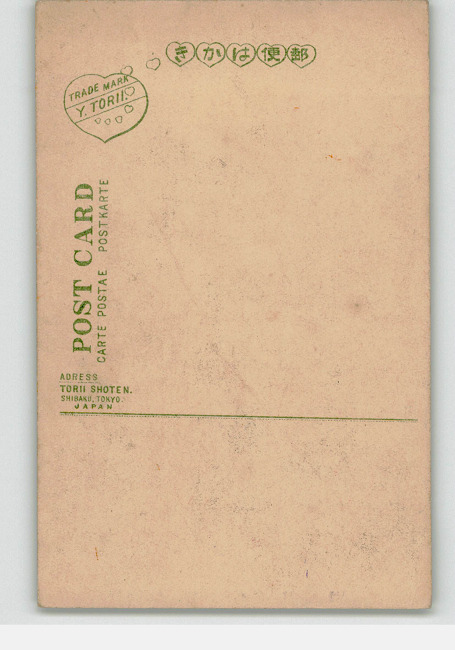 きかは便郵
TRADE MARK
Y. TORII.
POST CARD
CARTE POSTAE POSTKARTE
ADRESS
TORII SHOTEN.
SHIBAKU, TOKYO.
JAPAN